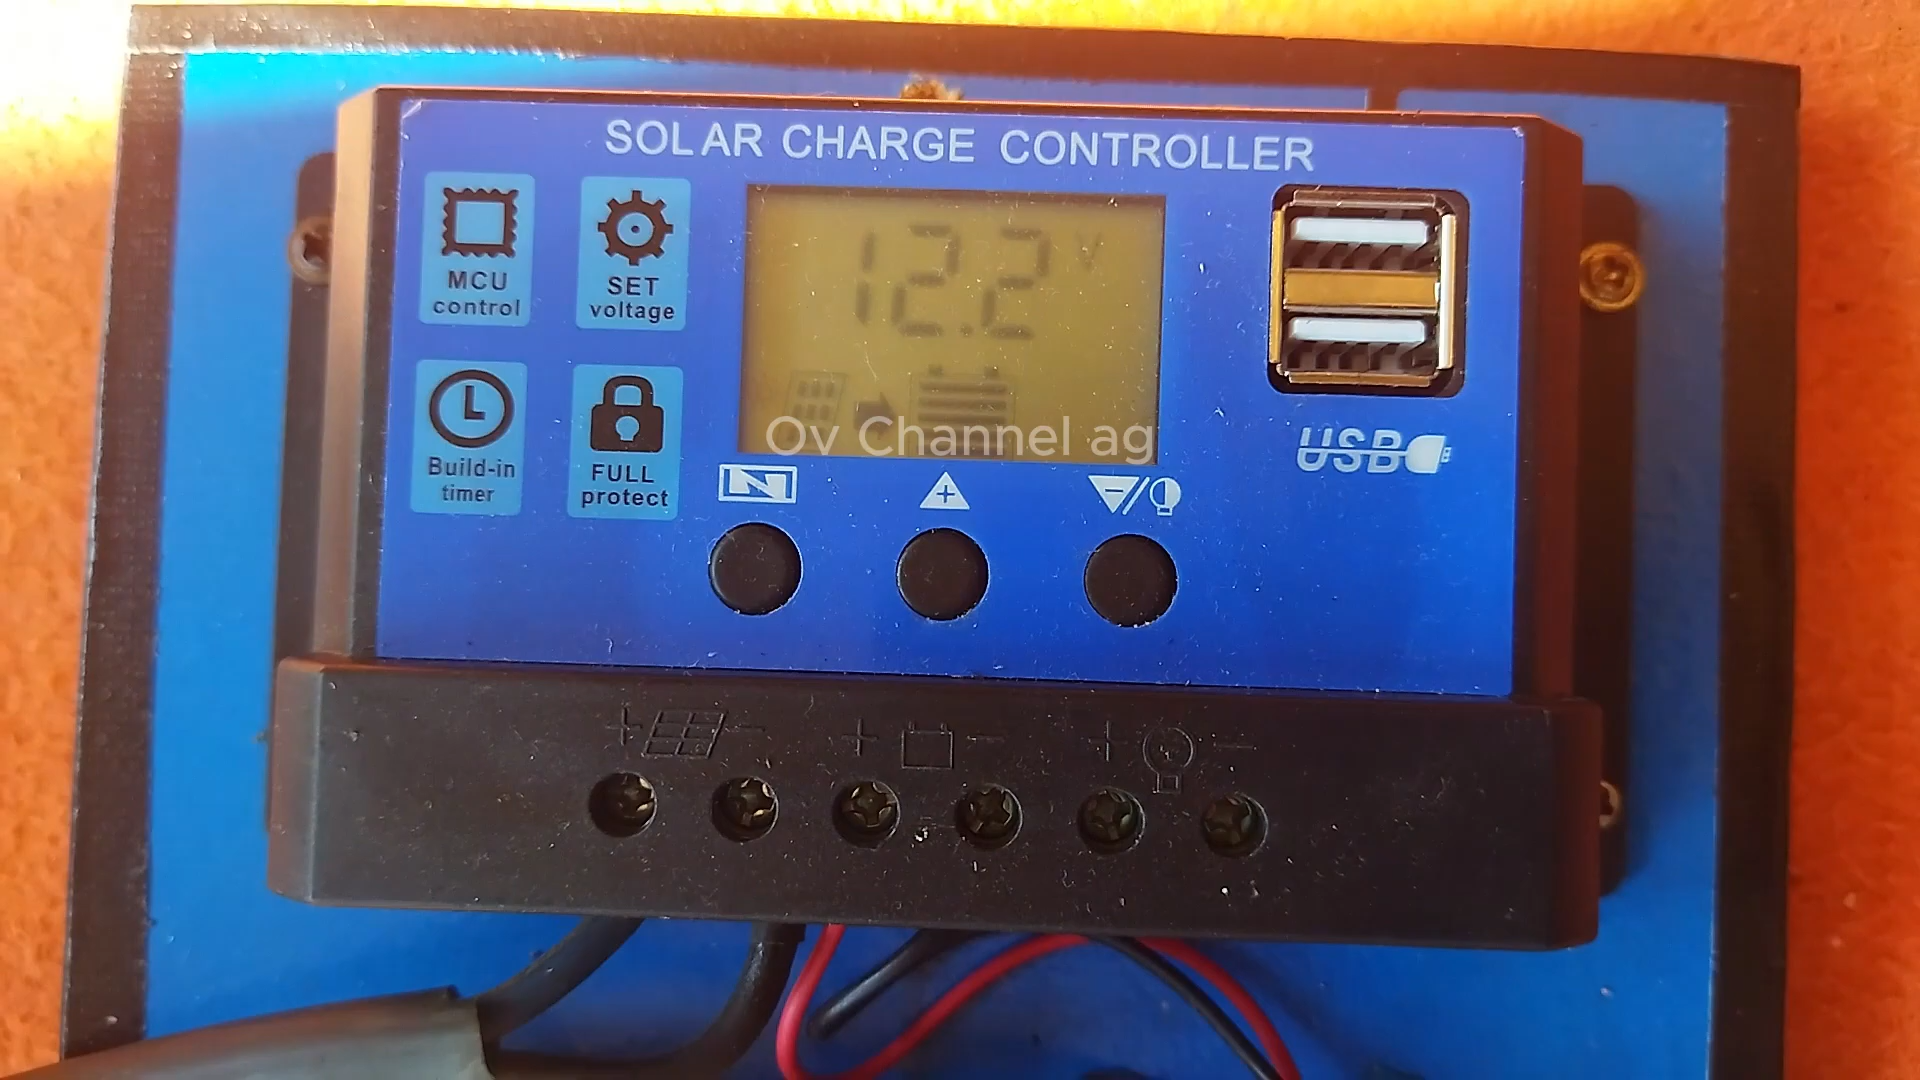 SOLAR CHARGE CONTROLLER
MCU
control
SET
voltage
12.2 V
Build-in
timer
FULL
protect
Ov Channel ag
USB